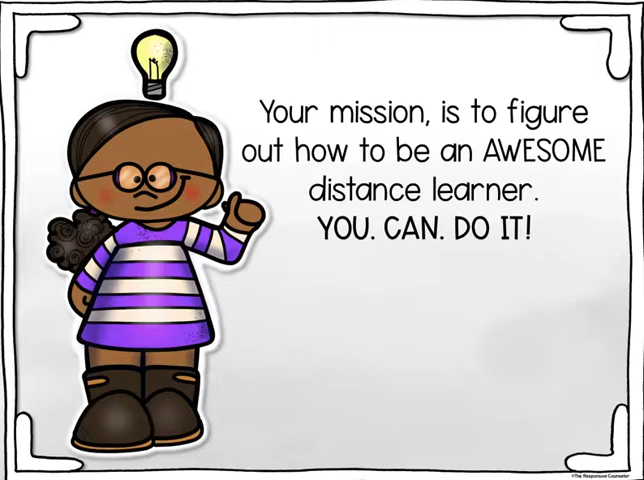 Your mission, is to figure
out how to be an AWESOME
distance learner.
YOU. CAN. DO IT!
©The Responsive Counselor